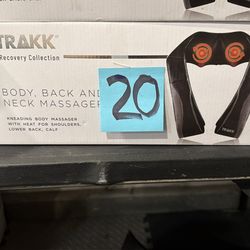 TRAKK
Recovery Collection
BODY, BACK AND
NECK MASSAGER
20
KNEADING BODY MASSAGER
WITH HEAT FOR SHOULDERS,
LOWER BACK, CALF